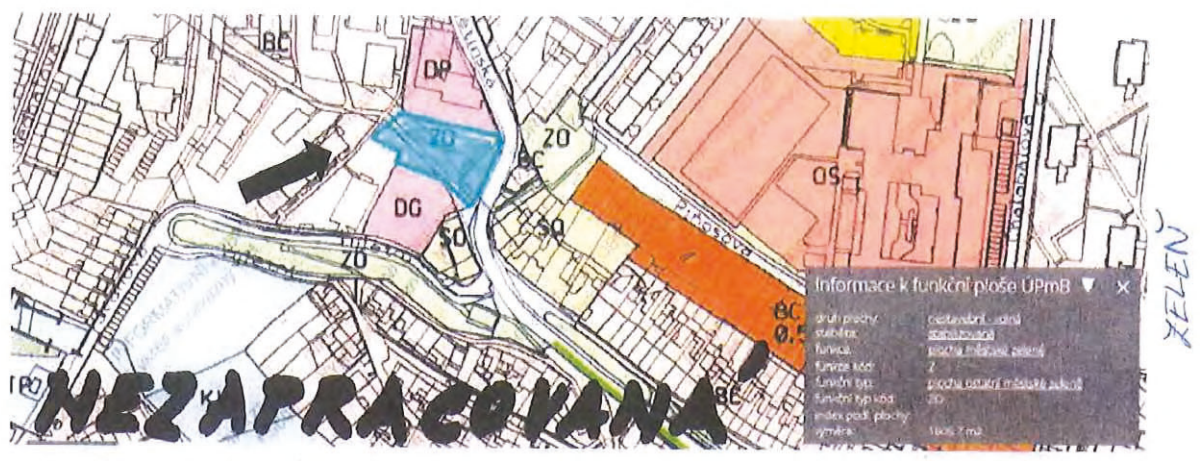 BC
DP
ZO
ZO
BC
DG
SO
SO
ZO
OS
Pírkova
BC
0,5
BC
Informace k funkční ploše ÚPmB ▼ ×
druh plochy: nestavební - volná
stabilita: stabilizovaná
funkce: plocha městské zeleně
funkce kód: Z
funkční typ: plocha ostatní městské zeleně
funkční typ kód: ZO
index podl. plochy:
výměra:
NEZAPRACOVANÁ
ZELEŇ